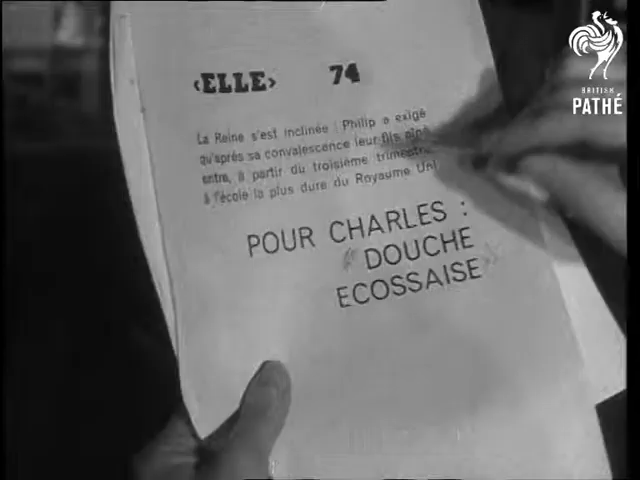 ‹ELLE› 74
La Reine s'est inclinée : Philip a exigé
qu'après sa convalescence leur fils aîné
entre, à partir du troisième trimestre
à l'école la plus dure du Royaume Uni
POUR CHARLES :
" DOUCHE
ECOSSAISE "
BRITISH
PATHÉ